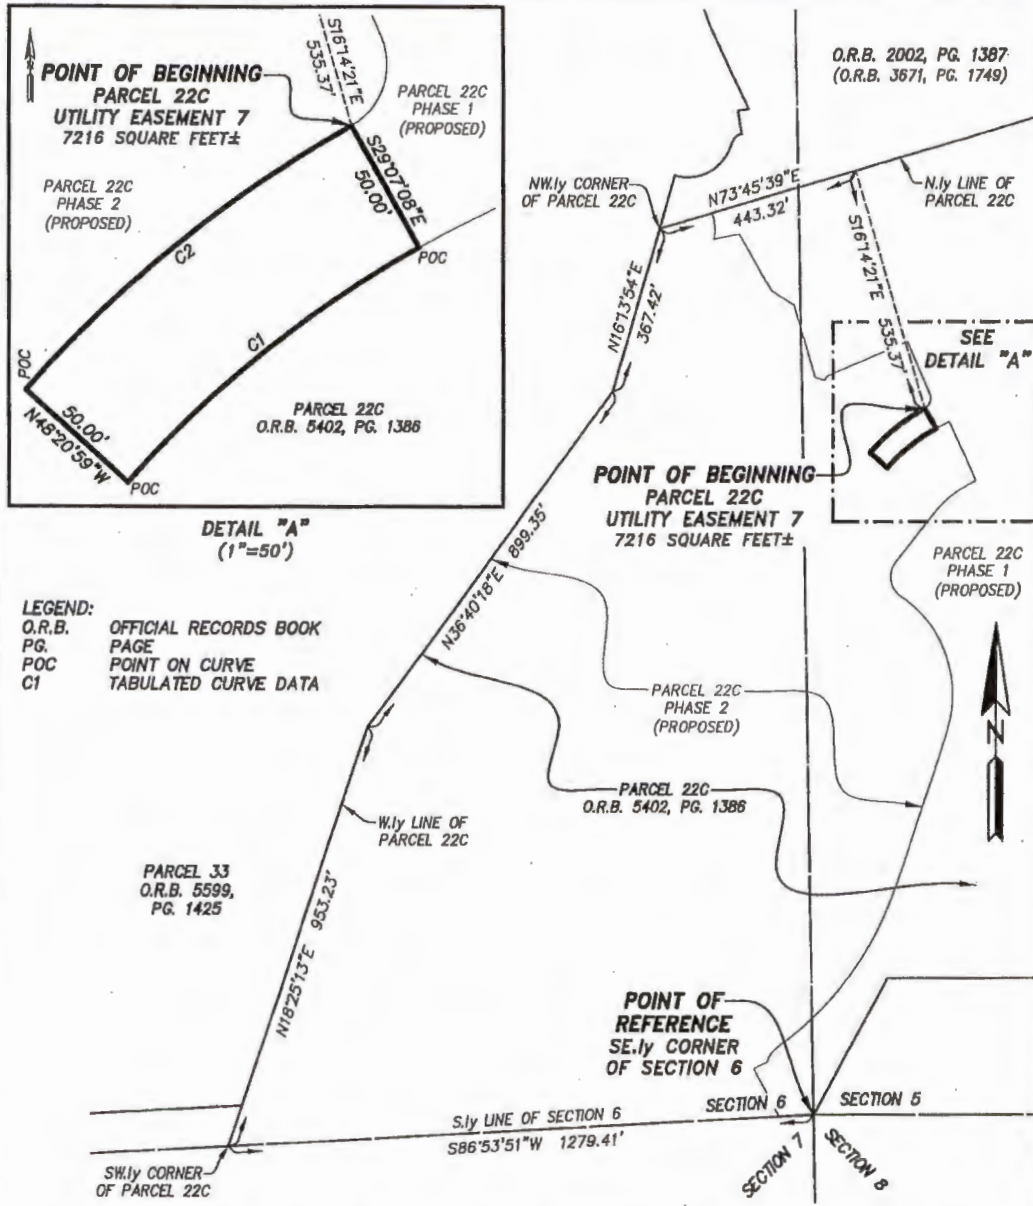 S16°14'21"E
535.37'
POINT OF BEGINNING
PARCEL 22C
UTILITY EASEMENT 7
7216 SQUARE FEET±
PARCEL 22C
PHASE 1
(PROPOSED)
S29°07'08"E
50.00'
PARCEL 22C
PHASE 2
(PROPOSED)
C2
POC
C1
POC
50.00'
N48°20'59"W
POC
PARCEL 22C
O.R.B. 5402, PG. 1386
DETAIL "A"
(1"=50')
LEGEND:
O.R.B. OFFICIAL RECORDS BOOK
PG. PAGE
POC POINT ON CURVE
C1 TABULATED CURVE DATA
O.R.B. 2002, PG. 1387
(O.R.B. 3671, PG. 1749)
NW.ly CORNER
OF PARCEL 22C
N73°45'39"E
443.32'
N.ly LINE OF
PARCEL 22C
S16°14'21"E 535.37'
N16°13'54"E
367.42'
SEE
DETAIL "A"
POINT OF BEGINNING
PARCEL 22C
UTILITY EASEMENT 7
7216 SQUARE FEET±
PARCEL 22C
PHASE 1
(PROPOSED)
N36°40'18"E 899.35'
PARCEL 22C
PHASE 2
(PROPOSED)
N
PARCEL 22C
O.R.B. 5402, PG. 1386
W.ly LINE OF
PARCEL 22C
PARCEL 33
O.R.B. 5599,
PG. 1425
N18°25'13"E 953.23'
POINT OF
REFERENCE
SE.ly CORNER
OF SECTION 6
S.ly LINE OF SECTION 6
SECTION 6
SECTION 5
S86°53'51"W 1279.41'
SECTION 7
SECTION 8
SW.ly CORNER
OF PARCEL 22C